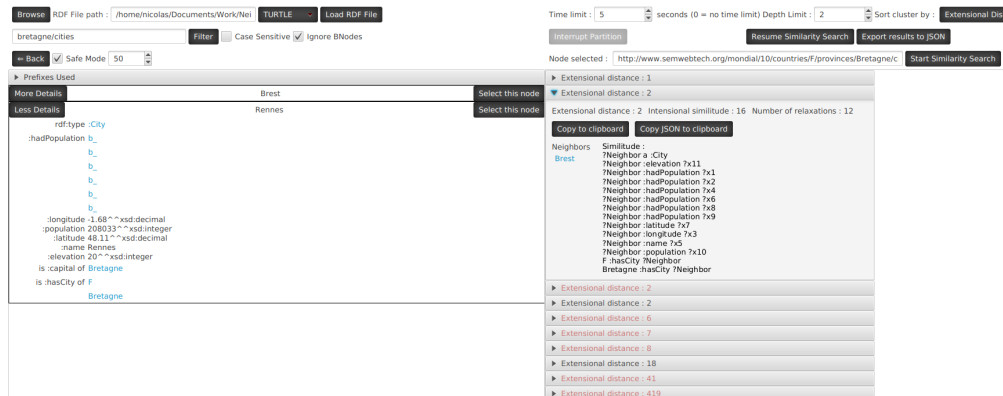 Browse RDF File path : /home/nicolas/Documents/Work/Nei TURTLE Load RDF File
bretagne/cities Filter Case Sensitive Ignore BNodes
⇐ Back Safe Mode 50
Prefixes Used
More Details Brest Select this node
Less Details Rennes Select this node
rdf:type :City
:hadPopulation b_
b_
b_
b_
b_
b_
:longitude -1.68^^xsd:decimal
:population 208033^^xsd:integer
:latitude 48.11^^xsd:decimal
:name Rennes
:elevation 20^^xsd:integer
is :capital of Bretagne
is :hasCity of F
Bretagne
Time limit : 5 seconds (0 = no time limit) Depth Limit : 2 Sort cluster by : Extensional Dis
Interrupt Partition Resume Similarity Search Export results to JSON
Node selected : http://www.semwebtech.org/mondial/10/countries/F/provinces/Bretagne/c Start Similarity Search
Extensional distance : 1
Extensional distance : 2
Extensional distance : 2 Intensional similitude : 16 Number of relaxations : 12
Copy to clipboard Copy JSON to clipboard
Neighbors Similitude :
Brest ?Neighbor a :City
?Neighbor :elevation ?x11
?Neighbor :hadPopulation ?x1
?Neighbor :hadPopulation ?x2
?Neighbor :hadPopulation ?x4
?Neighbor :hadPopulation ?x6
?Neighbor :hadPopulation ?x8
?Neighbor :hadPopulation ?x9
?Neighbor :latitude ?x7
?Neighbor :longitude ?x3
?Neighbor :name ?x5
?Neighbor :population ?x10
F :hasCity ?Neighbor
Bretagne :hasCity ?Neighbor
Extensional distance : 2
Extensional distance : 2
Extensional distance : 6
Extensional distance : 7
Extensional distance : 8
Extensional distance : 18
Extensional distance : 41
Extensional distance : 419